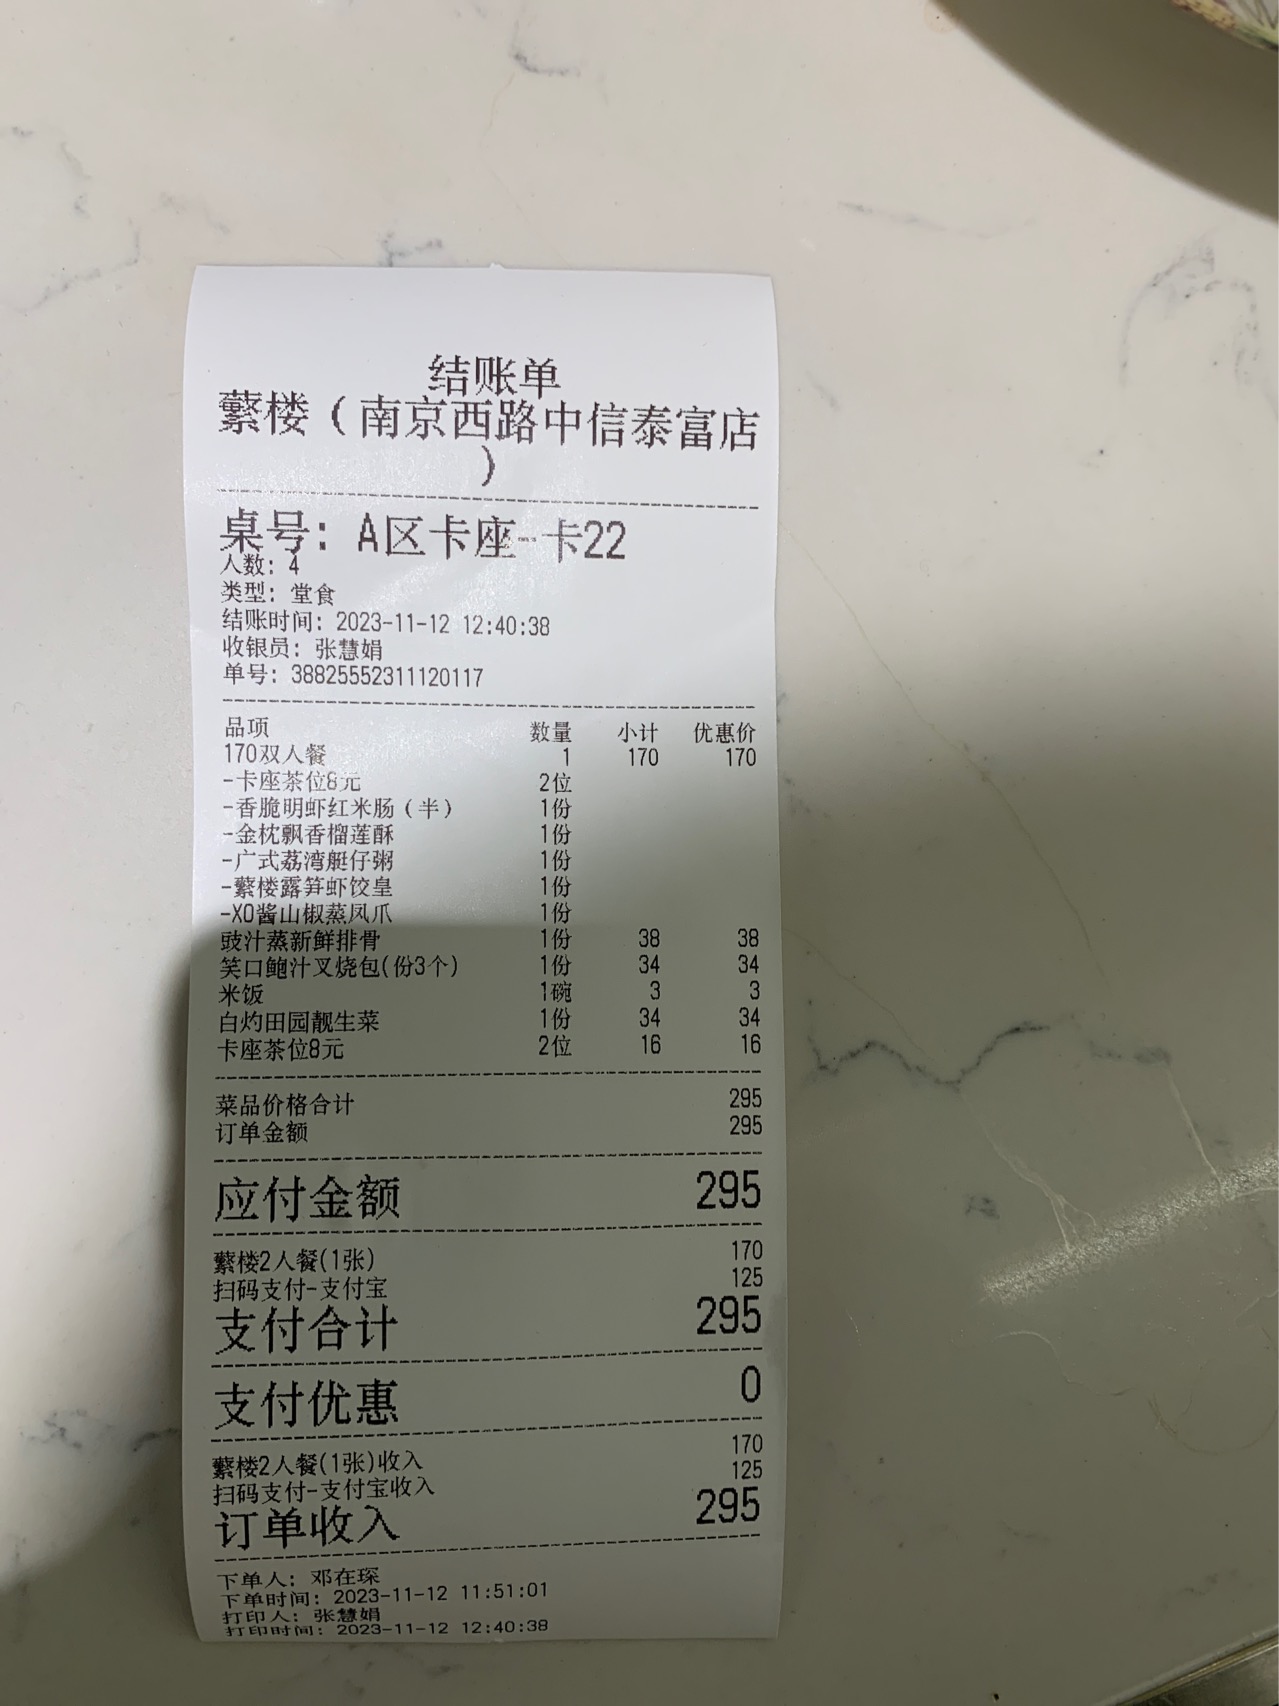 结账单
蘩楼（南京西路中信泰富店
）
桌号：A区卡座--卡22
人数：4
类型：堂食
结账时间：2023-11-12 12:40:38
收银员：张慧娟
单号：38825552311120117
品项 数量 小计 优惠价
170双人餐 1 170 170
-卡座茶位8元 2位
-香脆明虾红米肠（半） 1份
-金枕飘香榴莲酥 1份
-广式荔湾艇仔粥 1份
-蘩楼露笋虾饺皇 1份
-XO酱山椒蒸凤爪 1份
豉汁蒸新鲜排骨 1份 38 38
笑口鲍汁叉烧包(份3个) 1份 34 34
米饭 1碗 3 3
白灼田园靓生菜 1份 34 34
卡座茶位8元 2位 16 16
菜品价格合计 295
订单金额 295
应付金额 295
蘩楼2人餐(1张) 170
扫码支付-支付宝 125
支付合计 295
支付优惠 0
蘩楼2人餐(1张)收入 170
扫码支付-支付宝收入 125
订单收入 295
下单人：邓在琛
下单时间：2023-11-12 11:51:01
打印人：张慧娟
打印时间：2023-11-12 12:40:38